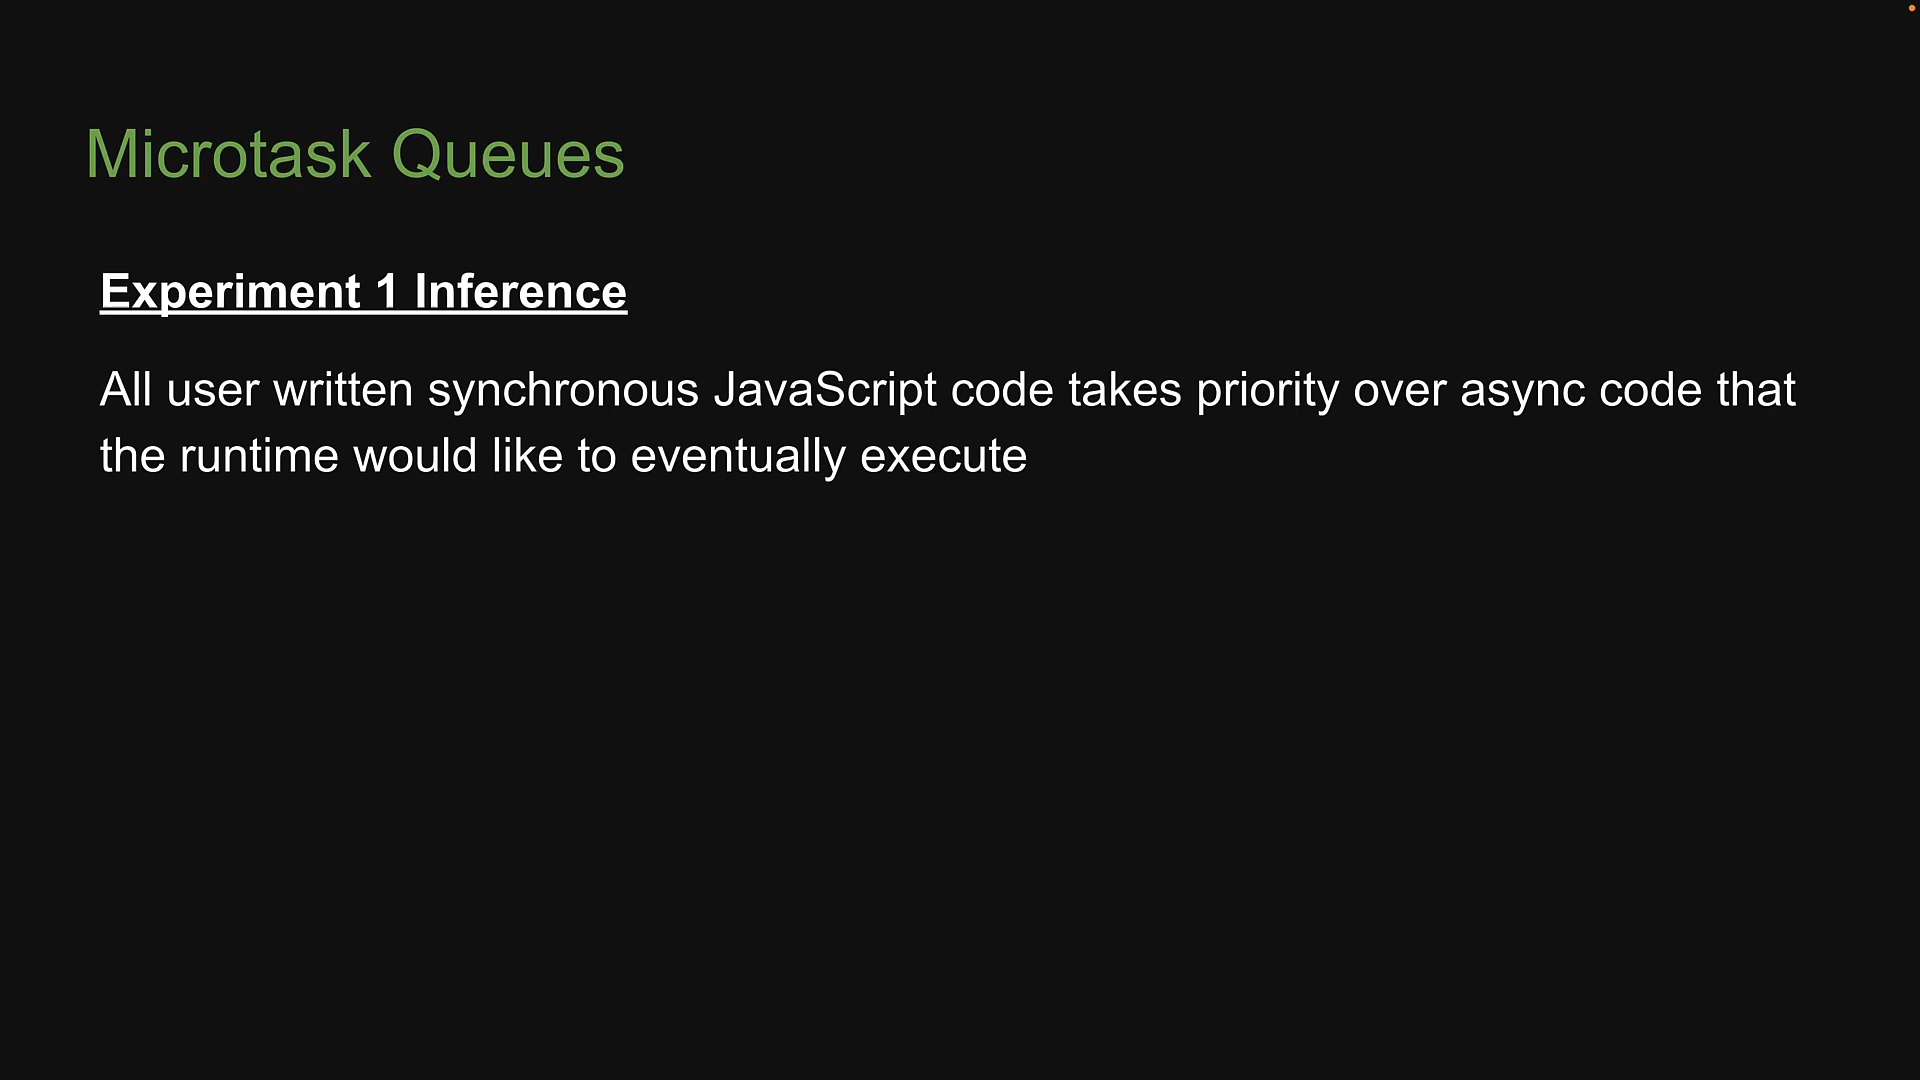 Microtask Queues
Experiment 1 Inference
All user written synchronous JavaScript code takes priority over async code that
the runtime would like to eventually execute